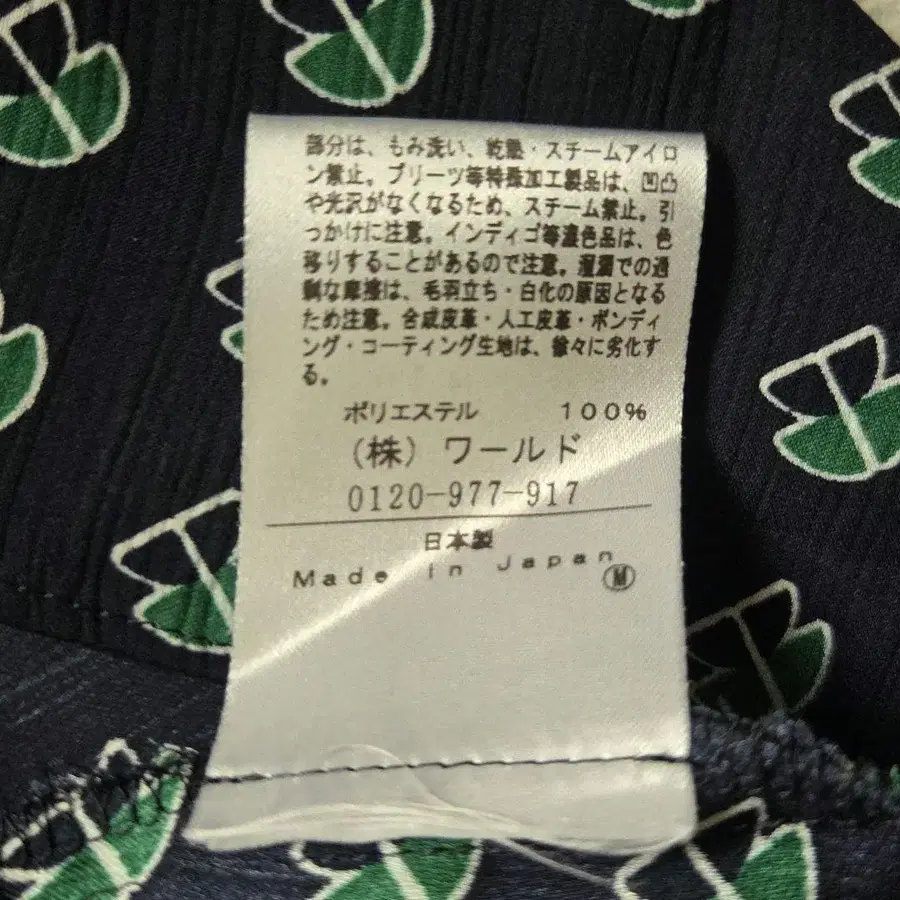 部分は、もみ洗い、乾熱・スチームアイロ
ン禁止。プリーツ等特殊加工製品は、凹凸
や光沢がなくなるため、スチーム禁止。引
っかけに注意。インディゴ等濃色品は、色
移りすることがあるので注意。湿潤での過
剰な摩擦は、毛羽立ち・白化の原因となる
ため注意。合成皮革・人工皮革・ボンディ
ング・コーティング生地は、徐々に劣化す
る。
ポリエステル 100%
(株)ワールド
0120-977-917
日本製
Made in Japan
Ⓜ